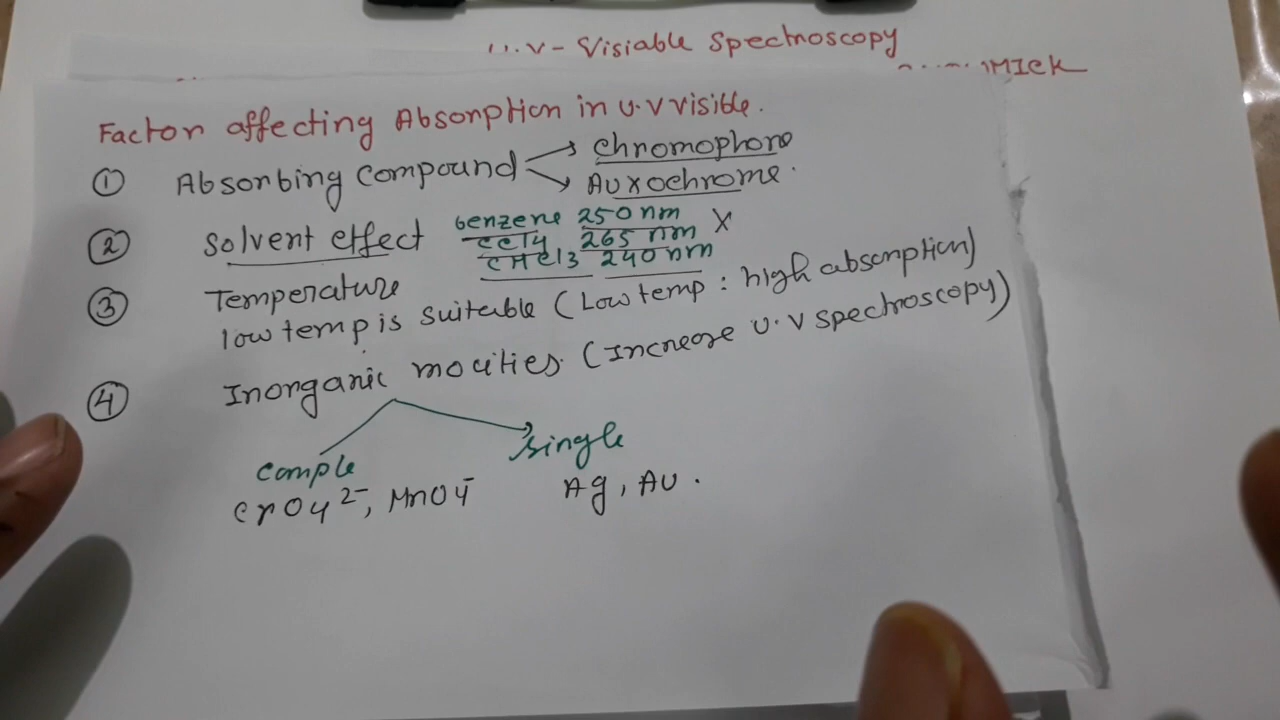 U.V - Visiable Spectroscopy
Factor affecting Absorption in U.V visible.
① Absorbing compound → chromophore
→ Auxochrome.
② Solvent effect benzene 250 nm X
CCl4 265 nm
CHCl3 240 nm
③ Temperature
low temp is suitable (Low temp : high absorption)
④ Inorganic mocities. (Increase U.V spectroscopy)
comple single
CrO4 2-, MnO4- Ag, Au.